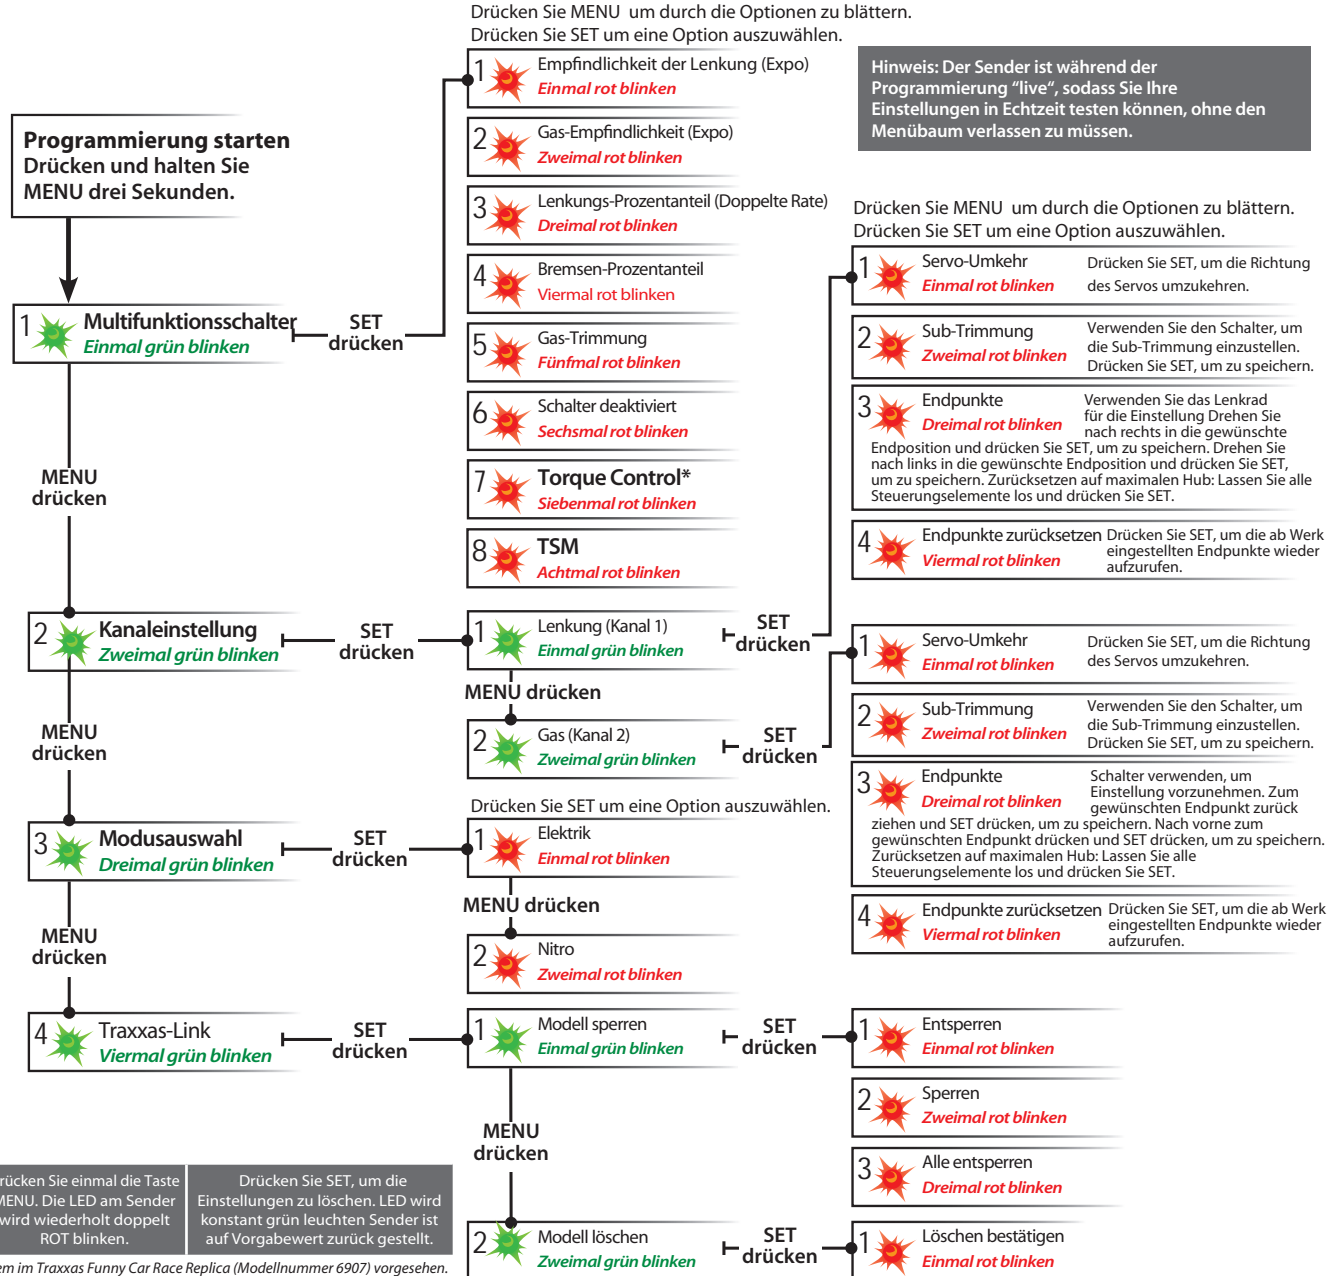 Drücken Sie MENU um durch die Optionen zu blättern.
Drücken Sie SET um eine Option auszuwählen.
Hinweis: Der Sender ist während der
Programmierung "live", sodass Sie Ihre
Einstellungen in Echtzeit testen können, ohne den
Menübaum verlassen zu müssen.
Programmierung starten
Drücken und halten Sie
MENU drei Sekunden.
1 Multifunktionsschalter
Einmal grün blinken
SET
drücken
1 Empfindlichkeit der Lenkung (Expo)
Einmal rot blinken
2 Gas-Empfindlichkeit (Expo)
Zweimal rot blinken
3 Lenkungs-Prozentanteil (Doppelte Rate)
Dreimal rot blinken
4 Bremsen-Prozentanteil
Viermal rot blinken
5 Gas-Trimmung
Fünfmal rot blinken
6 Schalter deaktiviert
Sechsmal rot blinken
7 Torque Control*
Siebenmal rot blinken
8 TSM
Achtmal rot blinken
MENU
drücken
2 Kanaleinstellung
Zweimal grün blinken
SET
drücken
1 Lenkung (Kanal 1)
Einmal grün blinken
SET
drücken
Drücken Sie MENU um durch die Optionen zu blättern.
Drücken Sie SET um eine Option auszuwählen.
1 Servo-Umkehr
Einmal rot blinken
Drücken Sie SET, um die Richtung
des Servos umzukehren.
2 Sub-Trimmung
Zweimal rot blinken
Verwenden Sie den Schalter, um
die Sub-Trimmung einzustellen.
Drücken Sie SET, um zu speichern.
3 Endpunkte
Dreimal rot blinken
Verwenden Sie das Lenkrad
für die Einstellung Drehen Sie
nach rechts in die gewünschte
Endposition und drücken Sie SET, um zu speichern. Drehen Sie
nach links in die gewünschte Endposition und drücken Sie SET,
um zu speichern. Zurücksetzen auf maximalen Hub: Lassen Sie alle
Steuerungselemente los und drücken Sie SET.
4 Endpunkte zurücksetzen
Viermal rot blinken
Drücken Sie SET, um die ab Werk
eingestellten Endpunkte wieder
aufzurufen.
MENU drücken
2 Gas (Kanal 2)
Zweimal grün blinken
SET
drücken
1 Servo-Umkehr
Einmal rot blinken
Drücken Sie SET, um die Richtung
des Servos umzukehren.
2 Sub-Trimmung
Zweimal rot blinken
Verwenden Sie den Schalter, um
die Sub-Trimmung einzustellen.
Drücken Sie SET, um zu speichern.
3 Endpunkte
Dreimal rot blinken
Schalter verwenden, um
Einstellung vorzunehmen. Zum
gewünschten Endpunkt zurück
ziehen und SET drücken, um zu speichern. Nach vorne zum
gewünschten Endpunkt drücken und SET drücken, um zu speichern.
Zurücksetzen auf maximalen Hub: Lassen Sie alle
Steuerungselemente los und drücken Sie SET.
4 Endpunkte zurücksetzen
Viermal rot blinken
Drücken Sie SET, um die ab Werk
eingestellten Endpunkte wieder
aufzurufen.
MENU
drücken
3 Modusauswahl
Dreimal grün blinken
SET
drücken
Drücken Sie SET um eine Option auszuwählen.
1 Elektrik
Einmal rot blinken
MENU drücken
2 Nitro
Zweimal rot blinken
MENU
drücken
4 Traxxas-Link
Viermal grün blinken
SET
drücken
1 Modell sperren
Einmal grün blinken
SET
drücken
1 Entsperren
Einmal rot blinken
2 Sperren
Zweimal rot blinken
3 Alle entsperren
Dreimal rot blinken
MENU
drücken
2 Modell löschen
Zweimal grün blinken
SET
drücken
1 Löschen bestätigen
Einmal rot blinken
rücken Sie einmal die Taste
MENU. Die LED am Sender
wird wiederholt doppelt
ROT blinken.
Drücken Sie SET, um die
Einstellungen zu löschen. LED wird
konstant grün leuchten Sender ist
auf Vorgabewert zurück gestellt.
em im Traxxas Funny Car Race Replica (Modellnummer 6907) vorgesehen.